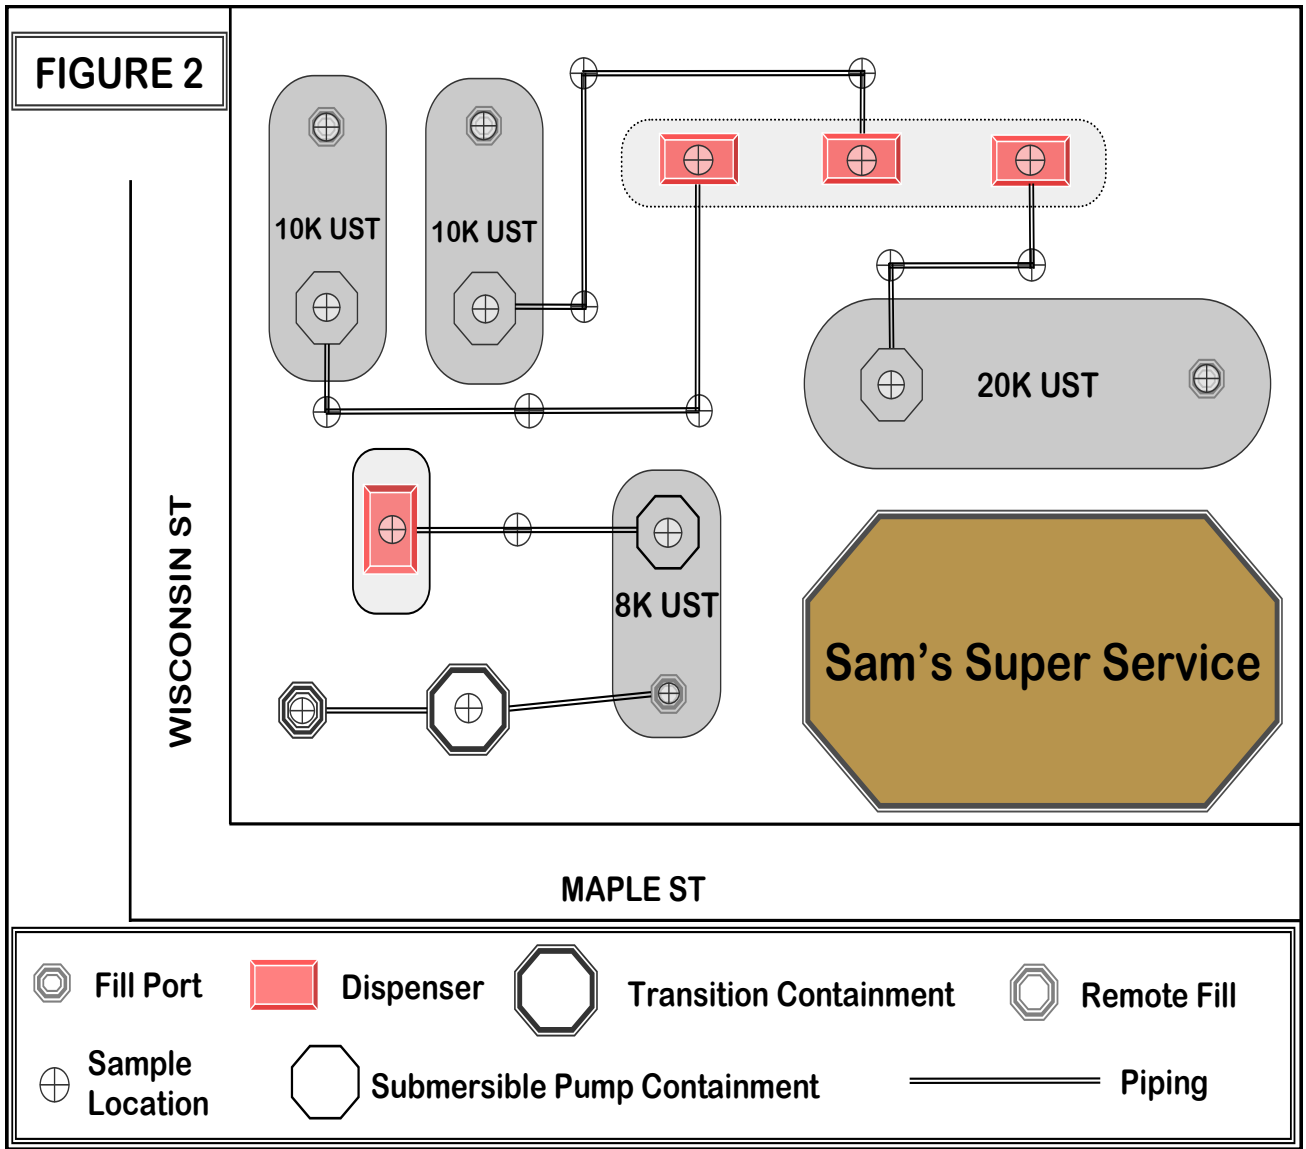 FIGURE 2
10K UST
10K UST
20K UST
WISCONSIN ST
8K UST
Sam's Super Service
MAPLE ST
Fill Port
Dispenser
Transition Containment
Remote Fill
Sample
Location
Submersible Pump Containment
Piping